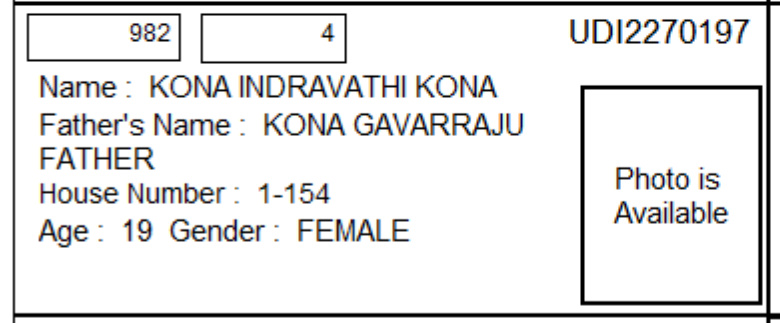 982 4 UDI2270197
Name : KONA INDRAVATHI KONA
Father's Name : KONA GAVARRAJU
FATHER
House Number : 1-154
Age : 19 Gender : FEMALE
Photo is
Available